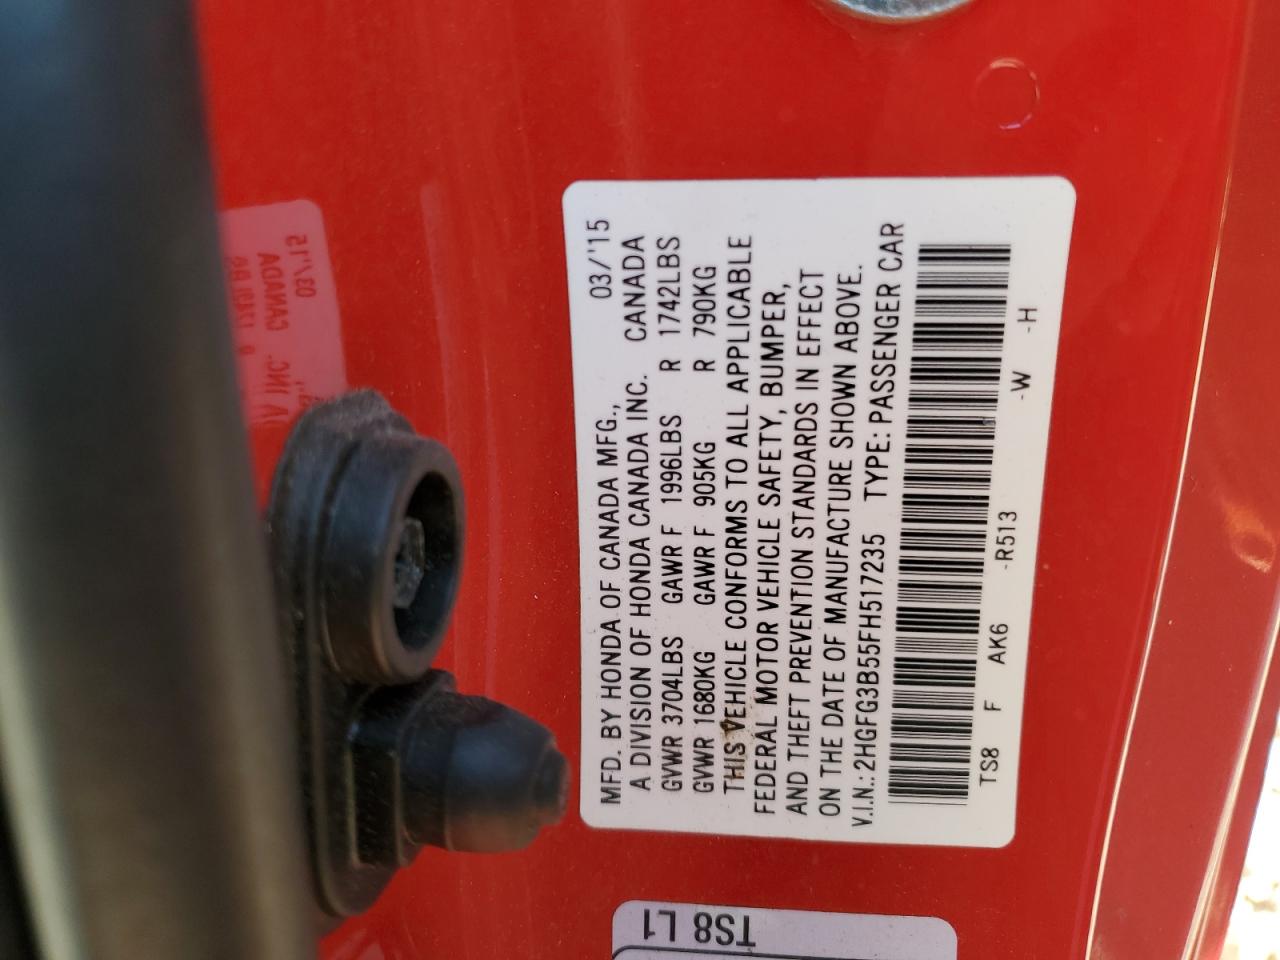 MFD. BY HONDA OF CANADA MFG., 03/'15
A DIVISION OF HONDA CANADA INC. CANADA
GVWR 3704LBS GAWR F 1996LBS R 1742LBS
GVWR 1680KG GAWR F 905KG R 790KG
THIS VEHICLE CONFORMS TO ALL APPLICABLE
FEDERAL MOTOR VEHICLE SAFETY, BUMPER,
AND THEFT PREVENTION STANDARDS IN EFFECT
ON THE DATE OF MANUFACTURE SHOWN ABOVE.
V.I.N.: 2HGFG3B55FH517235 TYPE: PASSENGER CAR
TS8 F AK6 -R513 -W -H
TS8 L1